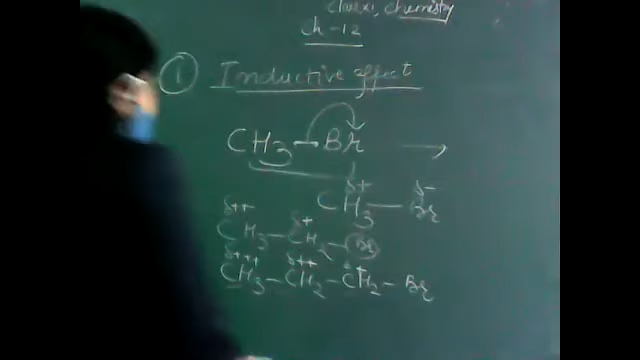 Class XI, Chemistry
Ch-12
① Inductive effect
CH3 — Br →
δ+ δ-
CH3 — Br
δ++ δ+
CH3 — CH2 — Br
δ+++ δ++ δ+
CH3 — CH2 — CH2 — Br